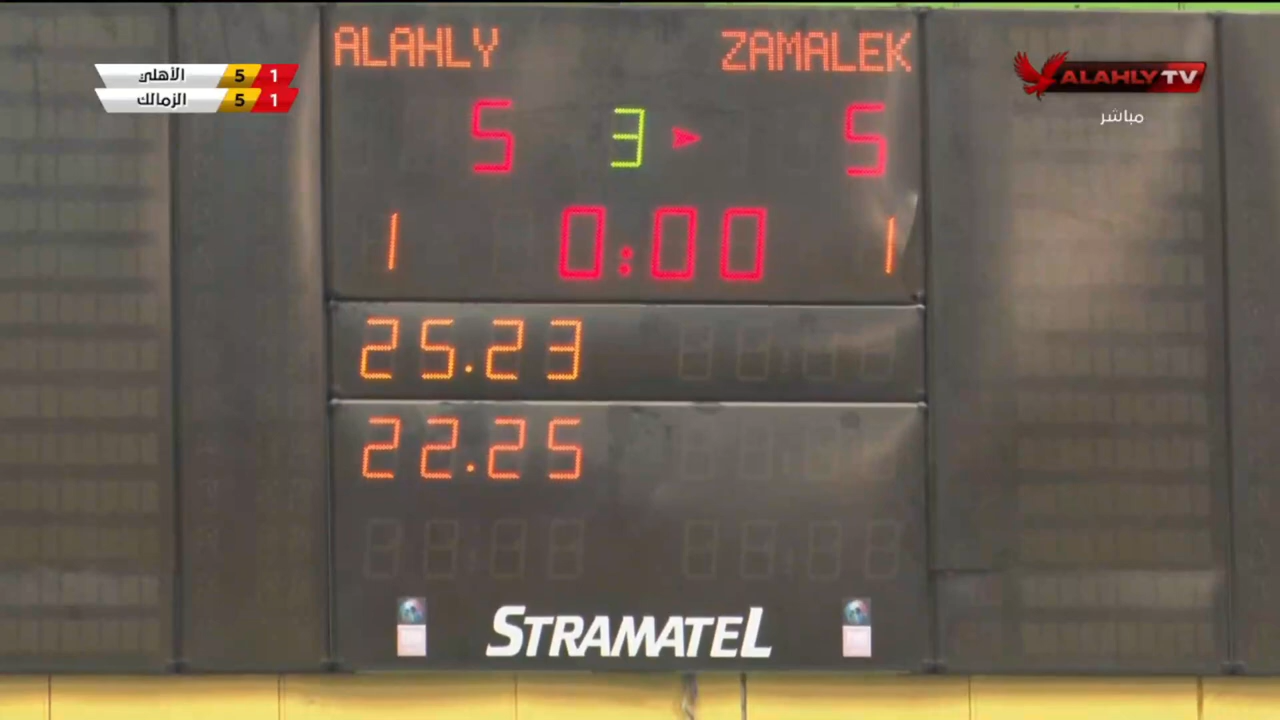 ALAHLY ZAMALEK
الأهلي 5 1
الزمالك 5 1
ALAHLY TV
مباشر
5 3 5
1 0:00 1
25.23
22.25
STRAMATEL